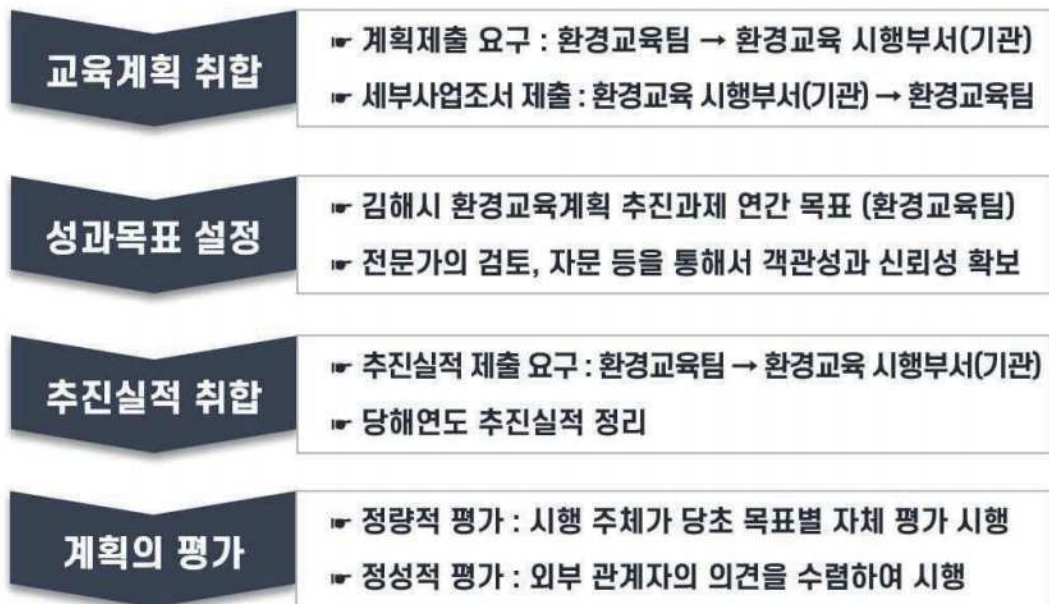 교육계획 취합
☛ 계획제출 요구 : 환경교육팀 → 환경교육 시행부서(기관)
☛ 세부사업조서 제출 : 환경교육 시행부서(기관) → 환경교육팀
성과목표 설정
☛ 김해시 환경교육계획 추진과제 연간 목표 (환경교육팀)
☛ 전문가의 검토, 자문 등을 통해서 객관성과 신뢰성 확보
추진실적 취합
☛ 추진실적 제출 요구 : 환경교육팀 → 환경교육 시행부서(기관)
☛ 당해연도 추진실적 정리
계획의 평가
☛ 정량적 평가 : 시행 주체가 당초 목표별 자체 평가 시행
☛ 정성적 평가 : 외부 관계자의 의견을 수렴하여 시행